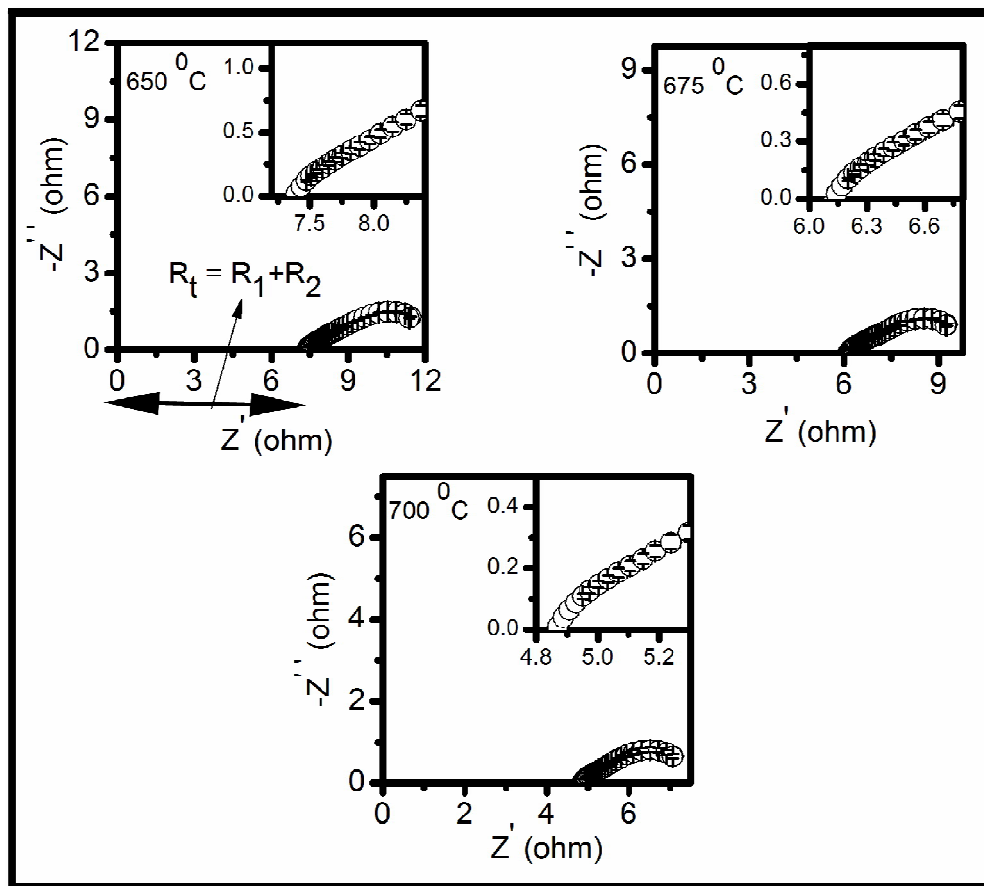 650 ⁰C
12
9
6
3
0
-Z'' (ohm)
1.0
0.5
0.0
7.5 8.0
Rt = R1+R2
0 3 6 9 12
Z' (ohm)
675 ⁰C
9
6
3
0
-Z'' (ohm)
0.6
0.3
0.0
6.0 6.3 6.6
0 3 6 9
Z' (ohm)
700 ⁰C
6
4
2
0
-Z'' (ohm)
0.4
0.2
0.0
4.8 5.0 5.2
0 2 4 6
Z' (ohm)